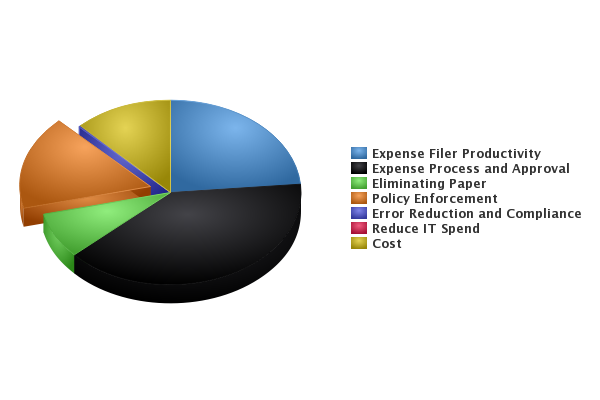 Expense Filer Productivity
Expense Process and Approval
Eliminating Paper
Policy Enforcement
Error Reduction and Compliance
Reduce IT Spend
Cost